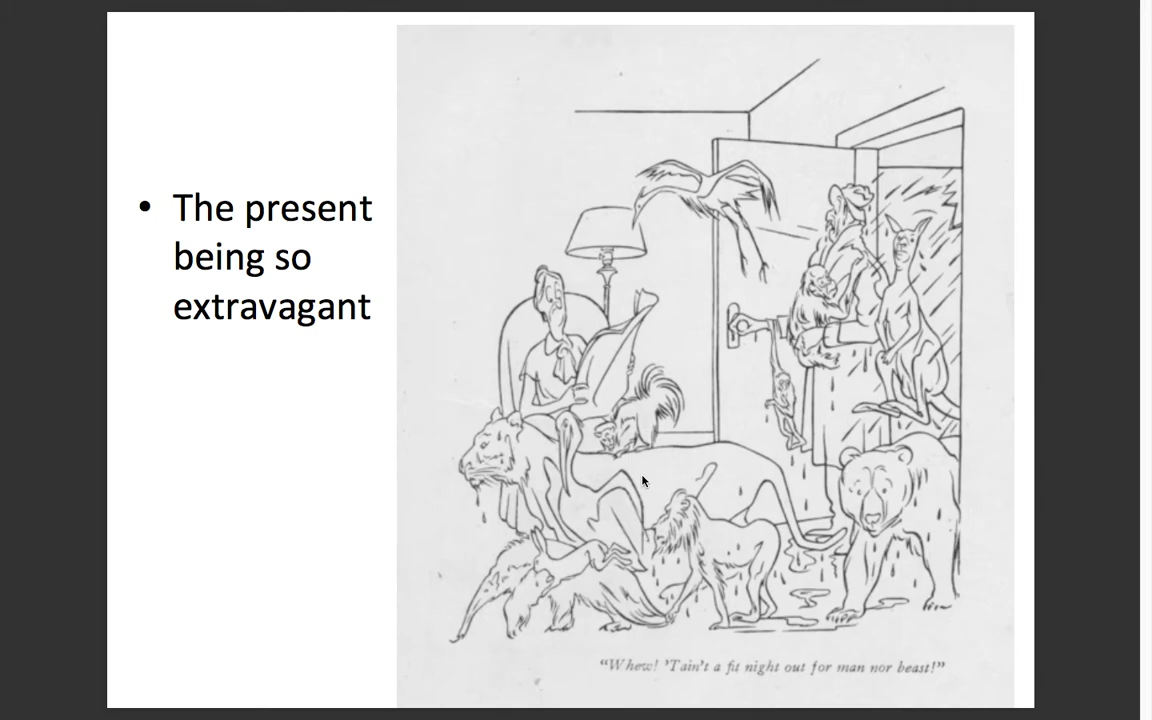 • The present
being so
extravagant
“Whew! ’Tain’t a fit night out for man nor beast!”